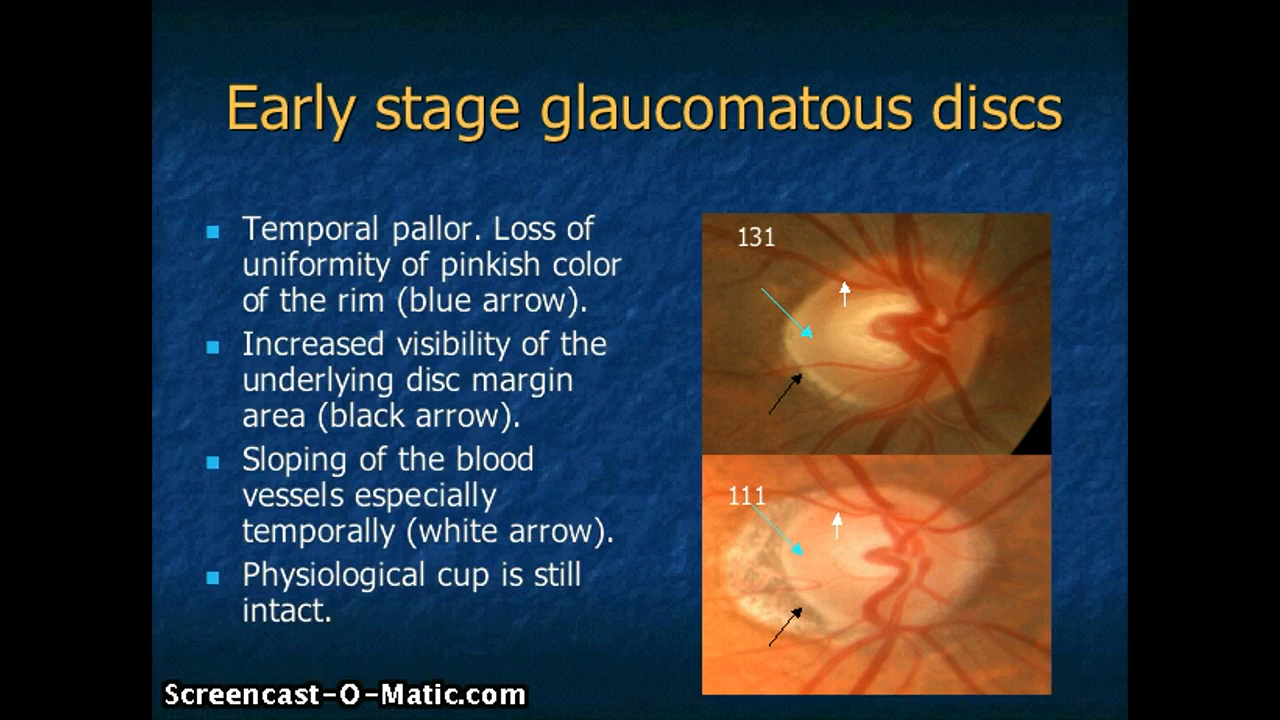 Early stage glaucomatous discs
Temporal pallor. Loss of
uniformity of pinkish color
of the rim (blue arrow).
Increased visibility of the
underlying disc margin
area (black arrow).
Sloping of the blood
vessels especially
temporally (white arrow).
Physiological cup is still
intact.
131
111
Screencast-O-Matic.com